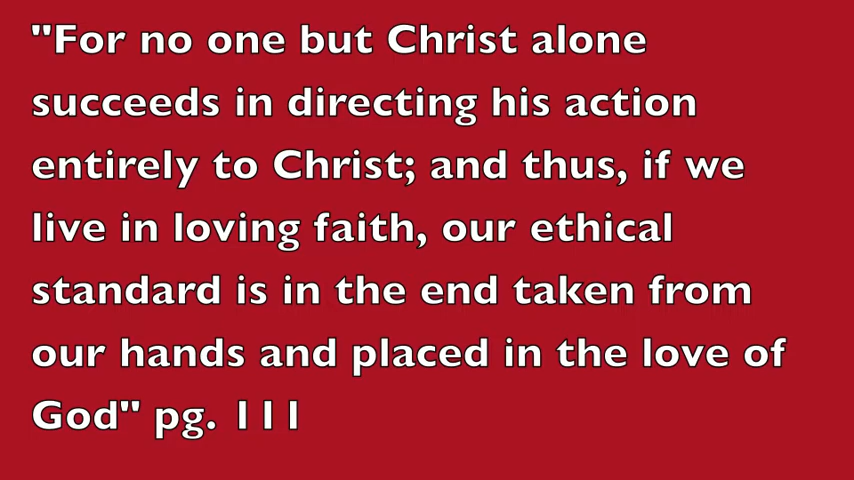 "For no one but Christ alone
succeeds in directing his action
entirely to Christ; and thus, if we
live in loving faith, our ethical
standard is in the end taken from
our hands and placed in the love of
God" pg. 111